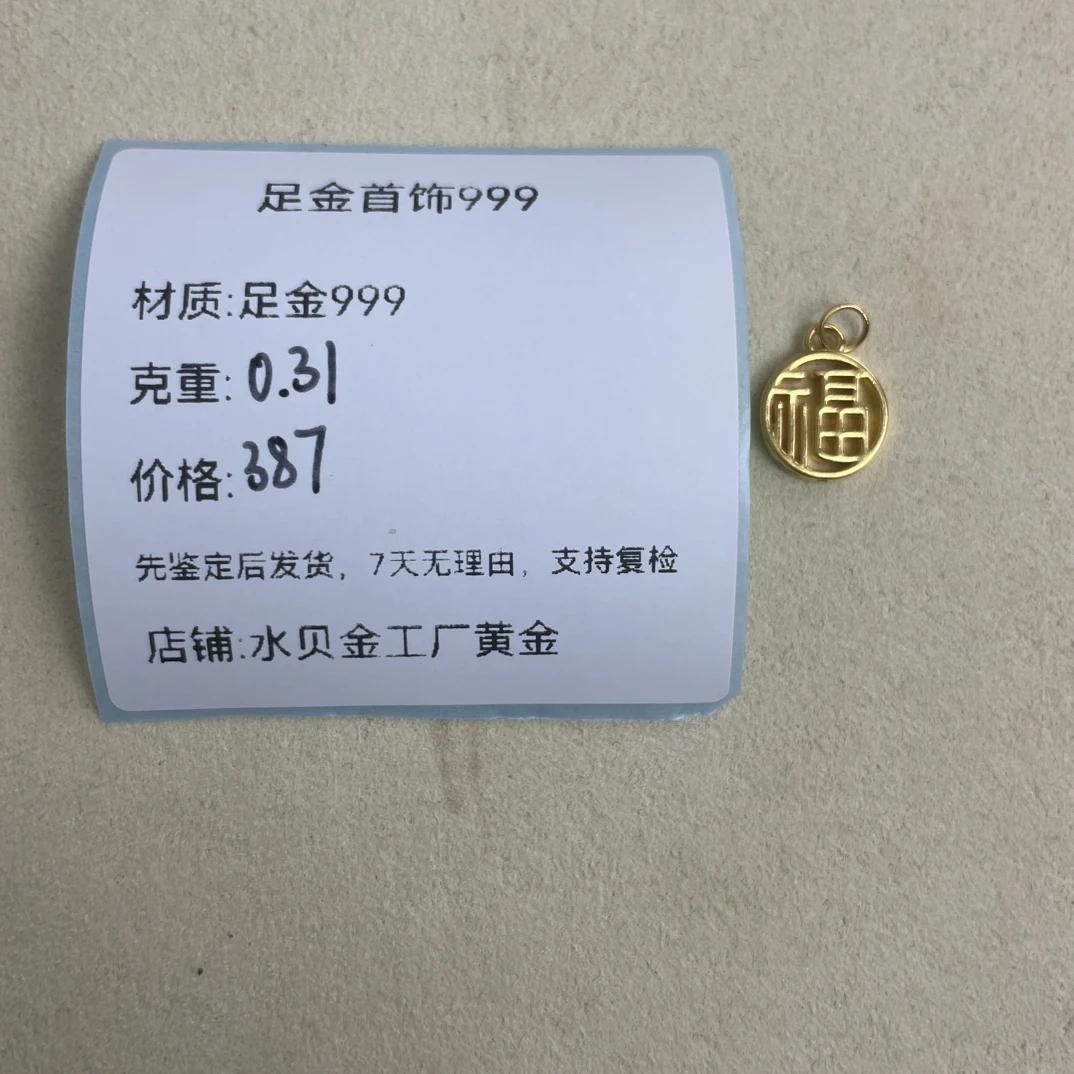 足金首饰999
材质:足金999
克重:0.31
价格:387
先鉴定后发货，7天无理由，支持复检
店铺:水贝金工厂黄金
福